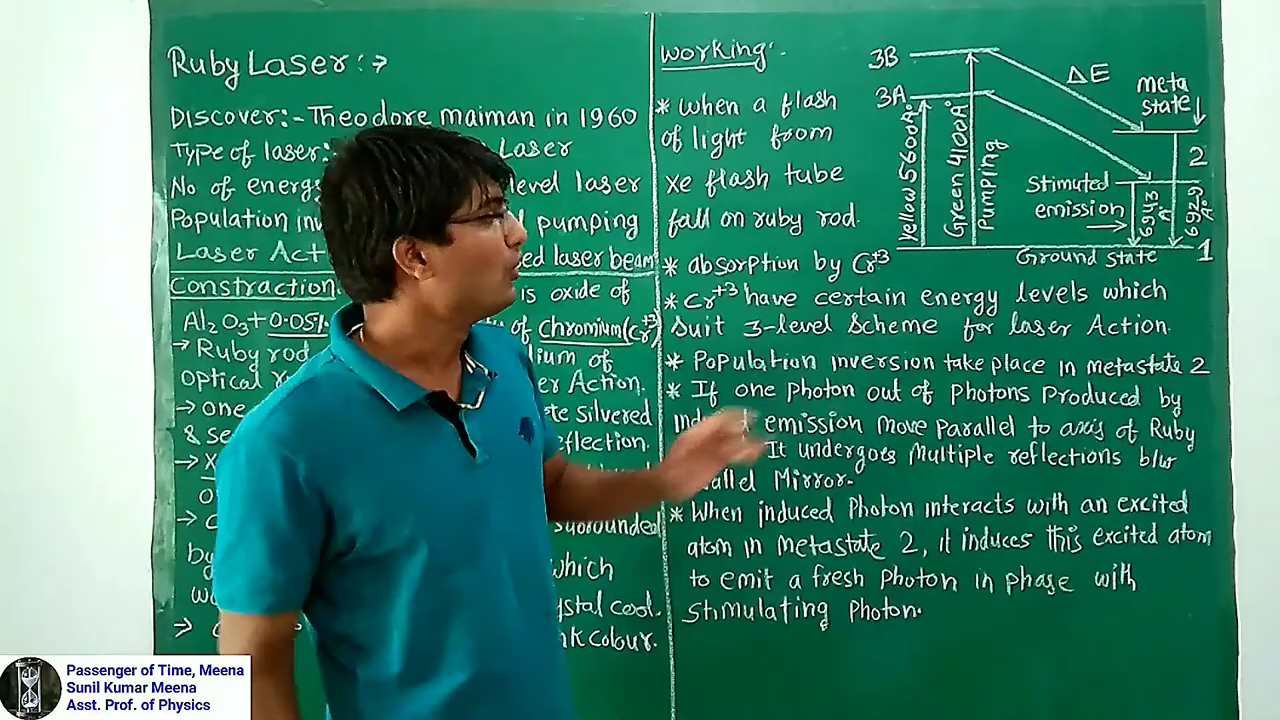 Ruby Laser :→
Discover:- Theodore maiman in 1960
Type of laser: Laser
No of energy level laser
Population inv pumping
Laser Act ed laser beam
Constraction is oxide of
Al2O3+0.05% of chromium(Cr+3)
→ Ruby rod lium of
optical r er Action.
→ one te silvered
& se eflection.
→ X
→ C surrounded
by which
ystal cool.
→ nk colour.
working:-
* when a flash
of light from
Xe flash tube
fall on ruby rod.
* absorption by Cr+3
* Cr+3 have certain energy levels which
suit 3-level scheme for laser Action.
* Population inversion take place in metastate 2
* If one photon out of photons produced by
Induced emission move parallel to axis of Ruby
It undergoes multiple reflections b/w
allel Mirror.
* When induced photon interacts with an excited
atom in metastate 2, it induces this excited atom
to emit a fresh photon in phase with
stimulating photon.
3B
3A
ΔE
meta
state
Yellow 5600A°
Green 4100A°
Pumping
Stimuted
emission
6943
A°
6929
A°
2
1
Ground state
Passenger of Time, Meena
Sunil Kumar Meena
Asst. Prof. of Physics